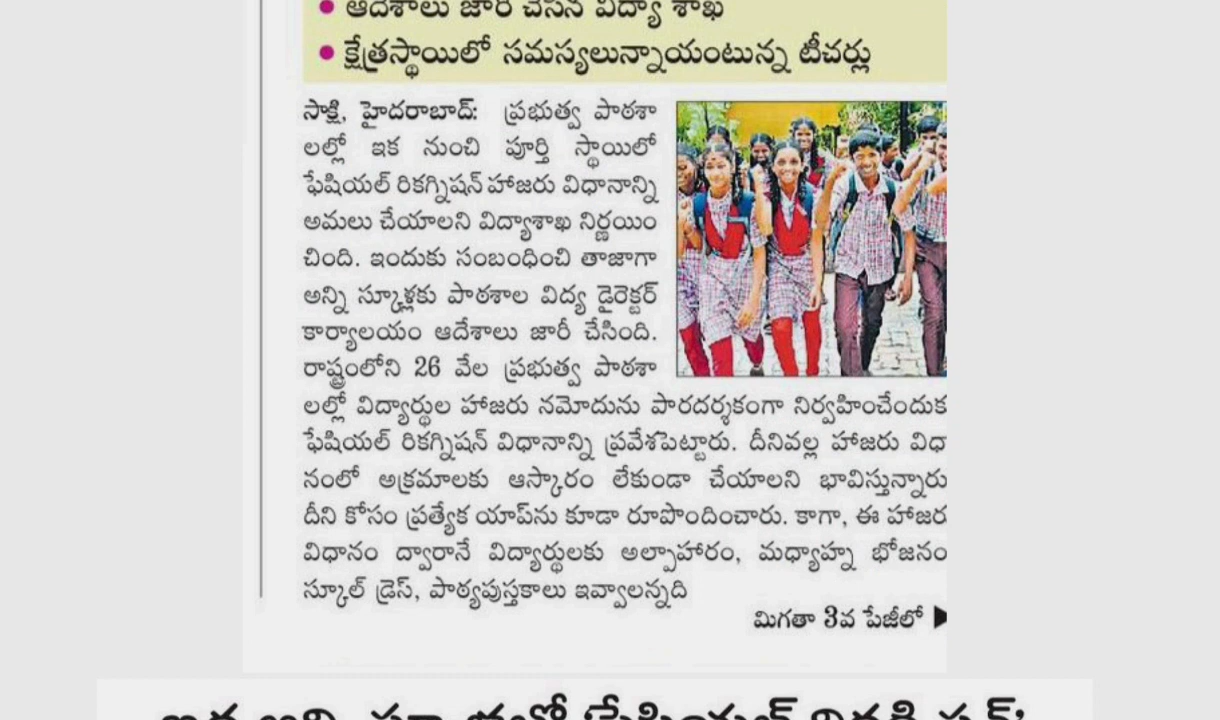 • ఆదేశాలు జారీ చేసిన విద్యా శాఖ
• క్షేత్రస్థాయిలో సమస్యలున్నాయంటున్న టీచర్లు
సాక్షి, హైదరాబాద్: ప్రభుత్వ పాఠశా
లల్లో ఇక నుంచి పూర్తి స్థాయిలో
ఫేషియల్ రికగ్నిషన్ హాజరు విధానాన్ని
అమలు చేయాలని విద్యాశాఖ నిర్ణయిం
చింది. ఇందుకు సంబంధించి తాజాగా
అన్ని స్కూళ్లకు పాఠశాల విద్య డైరెక్టర్
కార్యాలయం ఆదేశాలు జారీ చేసింది.
రాష్ట్రంలోని 26 వేల ప్రభుత్వ పాఠశా
లల్లో విద్యార్థుల హాజరు నమోదును పారదర్శకంగా నిర్వహించేందుక
ఫేషియల్ రికగ్నిషన్ విధానాన్ని ప్రవేశపెట్టారు. దీనివల్ల హాజరు విధా
నంలో అక్రమాలకు ఆస్కారం లేకుండా చేయాలని భావిస్తున్నారు
దీని కోసం ప్రత్యేక యాప్‌ను కూడా రూపొందించారు. కాగా, ఈ హాజర
విధానం ద్వారానే విద్యార్థులకు అల్పాహారం, మధ్యాహ్న భోజనం
స్కూల్ డ్రెస్, పాఠ్యపుస్తకాలు ఇవ్వాలన్నది
మిగతా 3వ పేజీలో ▶